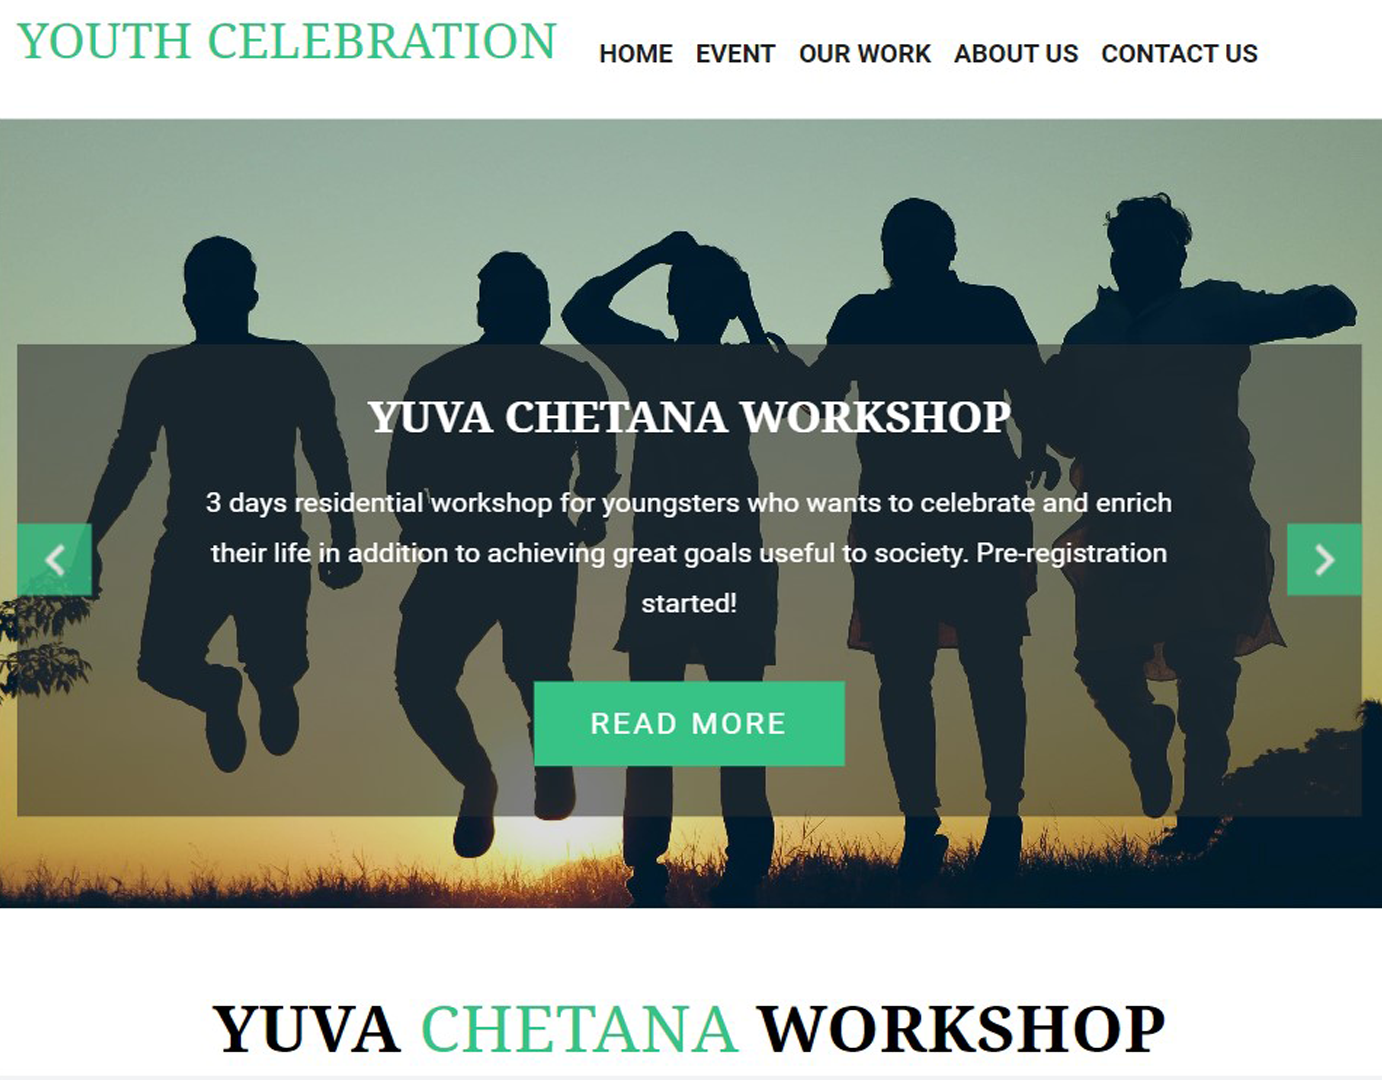 YOUTH CELEBRATION
HOME EVENT OUR WORK ABOUT US CONTACT US
YUVA CHETANA WORKSHOP
3 days residential workshop for youngsters who wants to celebrate and enrich
their life in addition to achieving great goals useful to society. Pre-registration
started!
READ MORE
YUVA CHETANA WORKSHOP